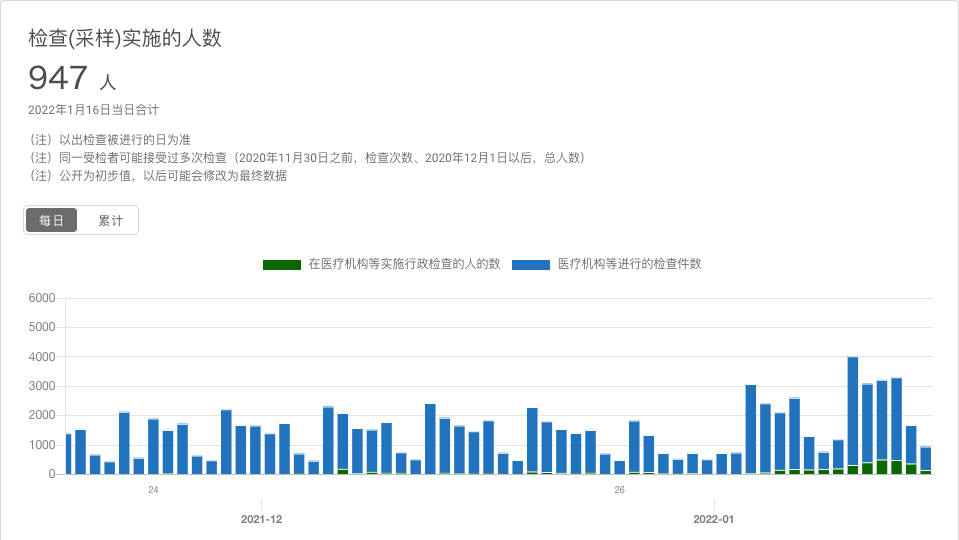 检查(采样)实施的人数
947 人
2022年1月16日当日合计
（注）以出检查被进行的日为准
（注）同一受检者可能接受过多次检查（2020年11月30日之前，检查次数、2020年12月1日以后，总人数）
（注）公开为初步值，以后可能会修改为最终数据
每日 累计
在医疗机构等实施行政检查的人的数 医疗机构等进行的检查件数
6000
5000
4000
3000
2000
1000
0
24 26
2021-12 2022-01